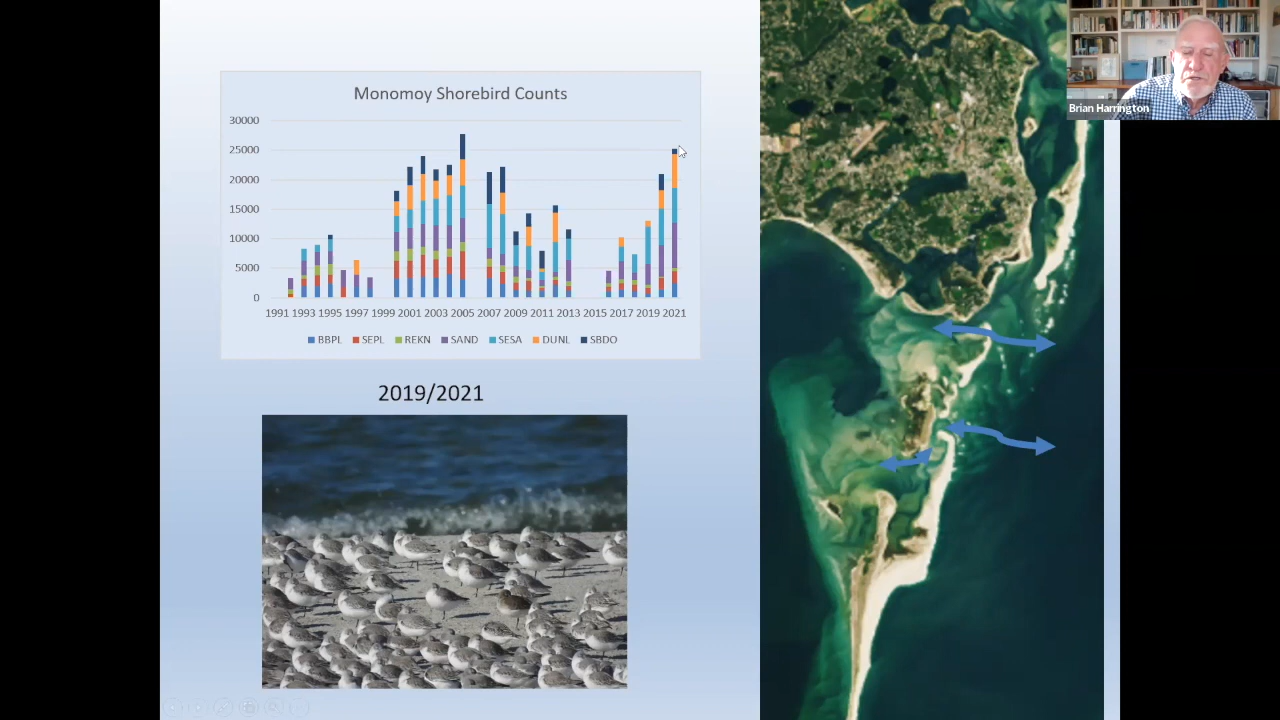 Monomoy Shorebird Counts
30000
25000
20000
15000
10000
5000
0
1991 1993 1995 1997 1999 2001 2003 2005 2007 2009 2011 2013 2015 2017 2019 2021
BBPL SEPL REKN SAND SESA DUNL SBDO
2019/2021
Brian Harrington